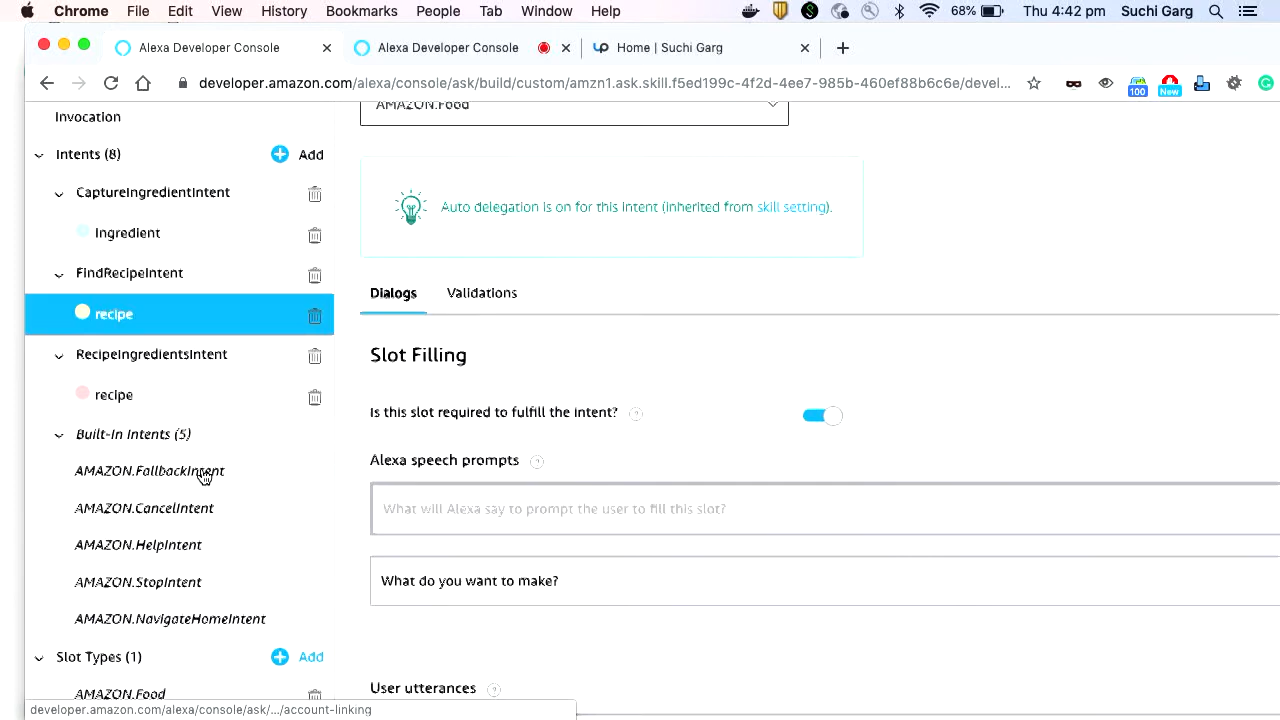 Chrome File Edit View History Bookmarks People Tab Window Help 68% Thu 4:42 pm Suchi Garg
Alexa Developer Console Alexa Developer Console Home | Suchi Garg
developer.amazon.com/alexa/console/ask/build/custom/amzn1.ask.skill.f5ed199c-4f2d-4ee7-985b-460ef88b6c6e/devel...
100 New
Invocation
Intents (8) Add
CaptureIngredientIntent
Ingredient
FindRecipeIntent
recipe
RecipeIngredientsIntent
recipe
Built-In Intents (5)
AMAZON.FallbackIntent
AMAZON.CancelIntent
AMAZON.HelpIntent
AMAZON.StopIntent
AMAZON.NavigateHomeIntent
Slot Types (1) Add
AMAZON.Food
developer.amazon.com/alexa/console/ask/.../account-linking
AMAZON.Food
Auto delegation is on for this intent (inherited from skill setting).
Dialogs Validations
Slot Filling
Is this slot required to fulfill the intent? ?
Alexa speech prompts ?
What will Alexa say to prompt the user to fill this slot?
What do you want to make?
User utterances ?